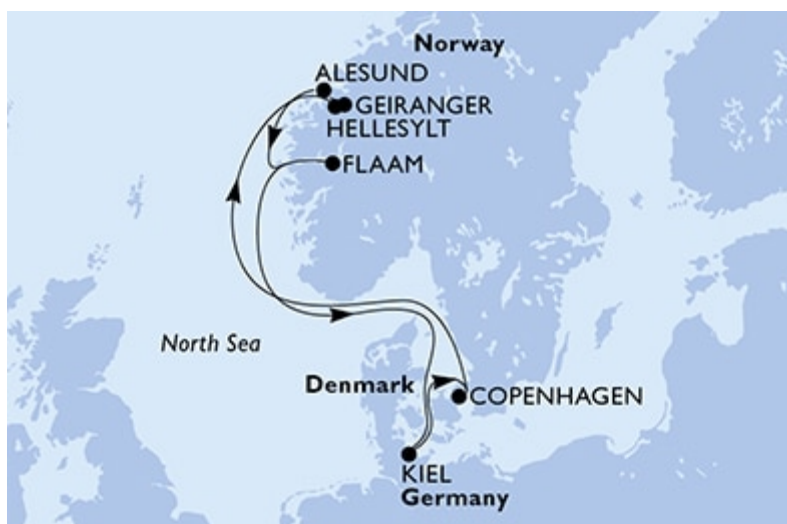 Norway
ALESUND
GEIRANGER
HELLESYLT
FLAAM
North Sea
Denmark
COPENHAGEN
KIEL
Germany